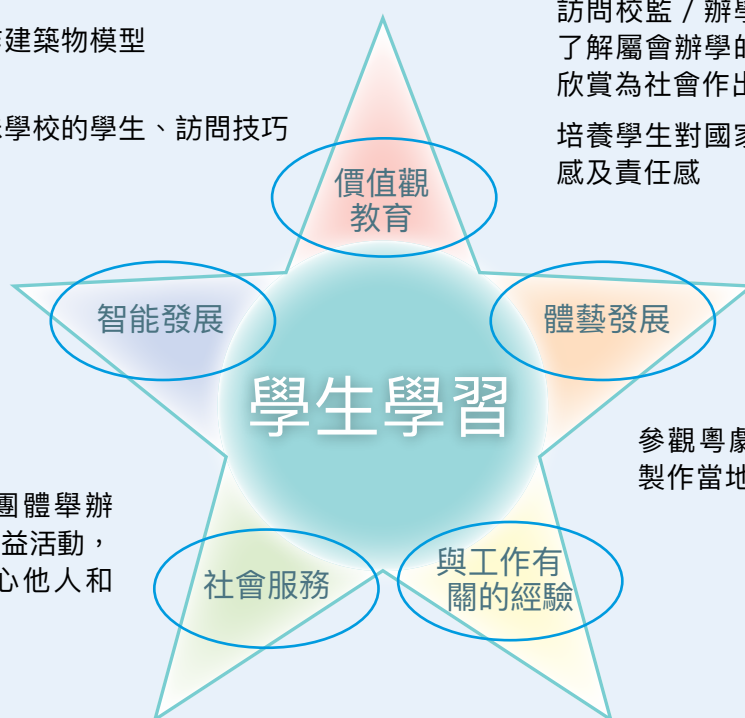 建築物模型
學校的學生、訪問技巧
訪問校監／辦學
了解屬會辦學的
欣賞為社會作出
培養學生對國家
感及責任感
價值觀
教育
智能發展
體藝發展
學生學習
參觀粵劇
製作當地
團體舉辦
益活動，
心他人和
社會服務
與工作有
關的經驗